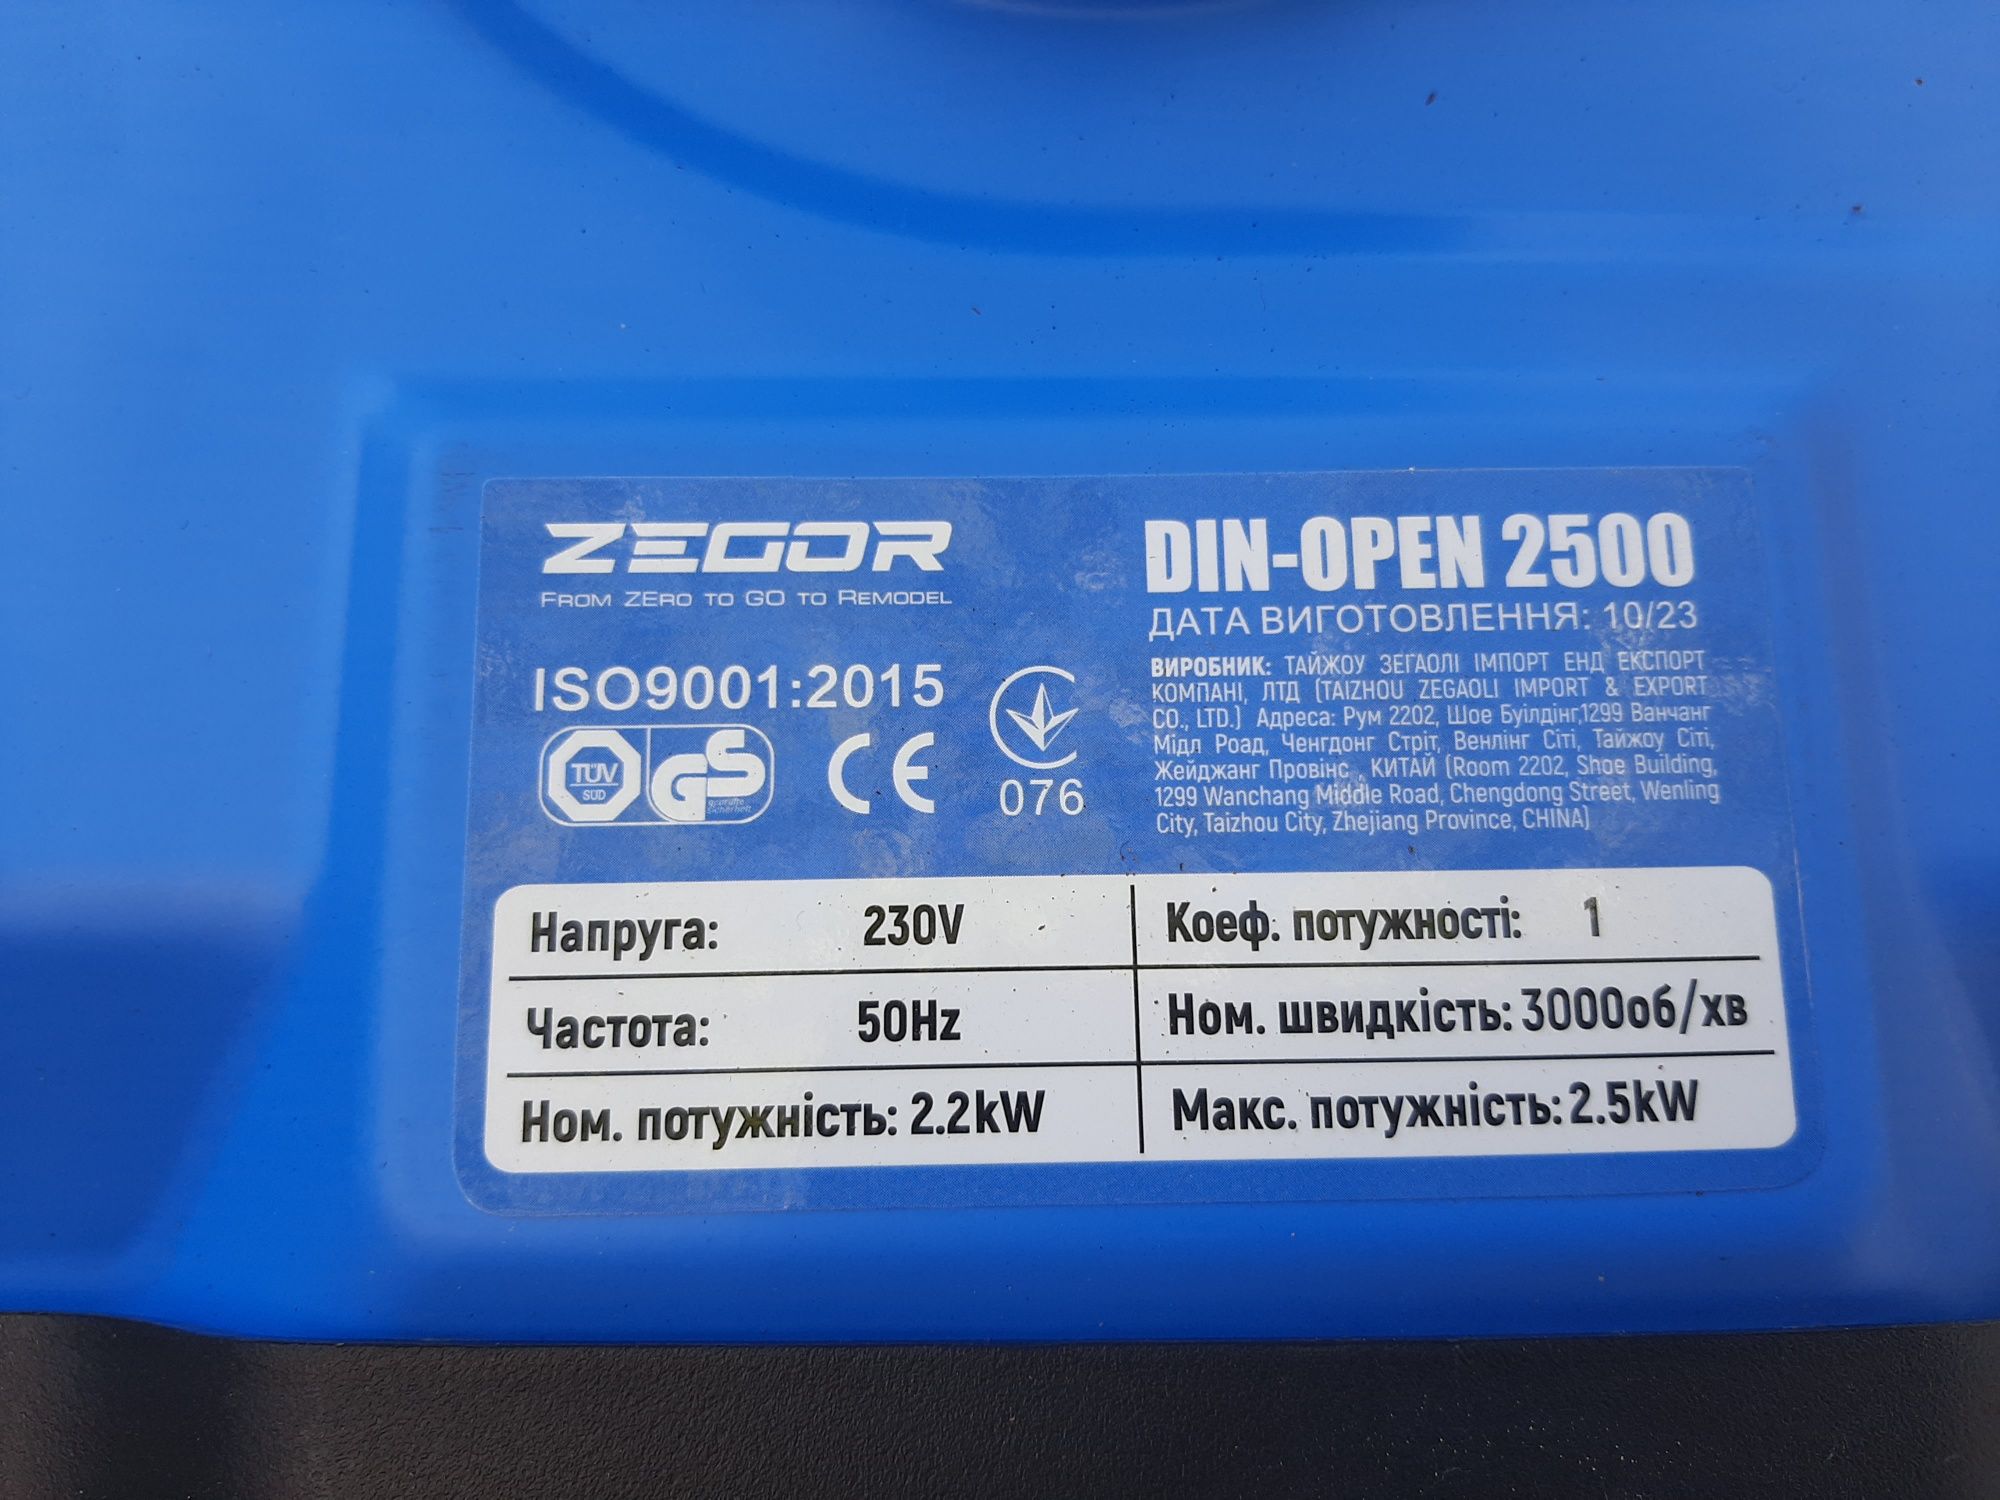 ZEGOR
FROM ZERO TO GO TO REMODEL
ISO9001:2015
TÜV
SÜD
GS
geprüfte
Sicherheit
CE
076
DIN-OPEN 2500
ДАТА ВИГОТОВЛЕННЯ: 10/23
ВИРОБНИК: ТАЙЖОУ ЗЕГАОЛІ ІМПОРТ ЕНД ЕКСПОРТ
КОМПАНІ, ЛТД (TAIZHOU ZEGAOLI IMPORT & EXPORT
CO., LTD.) Адреса: Рум 2202, Шое Буілдінг,1299 Ванчанг
Мідл Роад, Ченгдонг Стріт, Венлінг Сіті, Тайжоу Сіті,
Жейджанг Провінс , КИТАЙ (Room 2202, Shoe Building,
1299 Wanchang Middle Road, Chengdong Street, Wenling
City, Taizhou City, Zhejiang Province, CHINA)
Напруга: 230V
Коеф. потужності: 1
Частота: 50Hz
Ном. швидкість: 3000об/хв
Ном. потужність: 2.2kW
Макс. потужність: 2.5kW